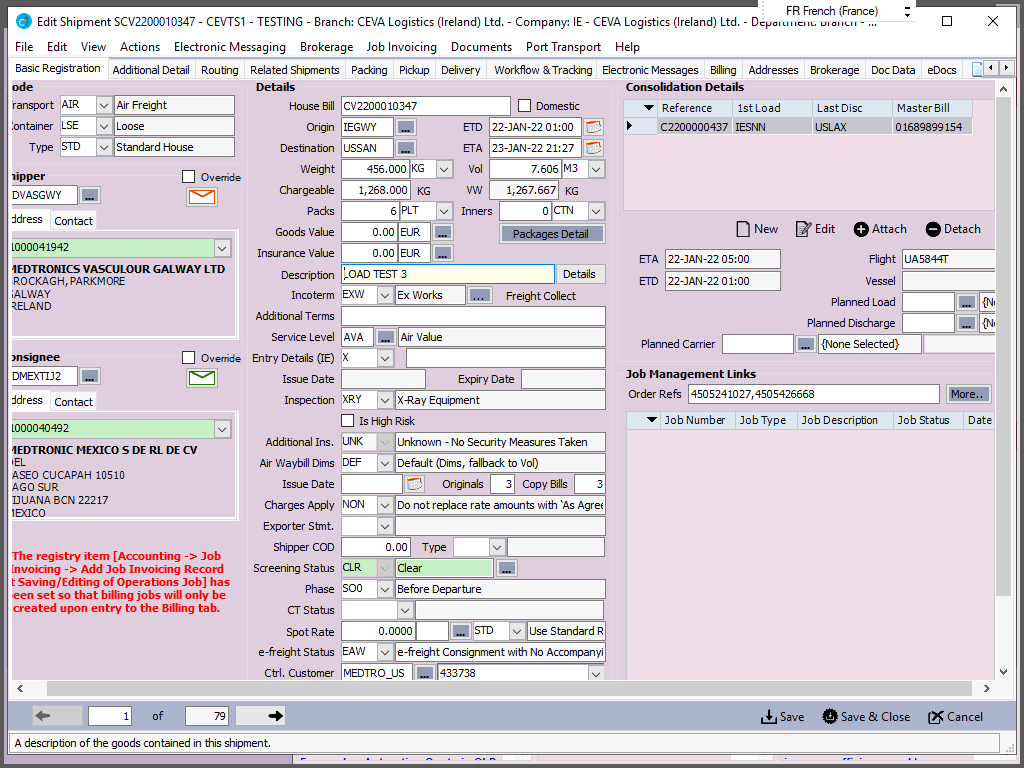 Edit Shipment SCV2200010347 - CEVTS1 - TESTING - Branch: CEVA Logistics (Ireland) Ltd. - Company: IE - CEVA Logistics (Ireland) Ltd. - Department: Branch - ...
FR French (France)
File Edit View Actions Electronic Messaging Brokerage Job Invoicing Documents Port Transport Help
Basic Registration Additional Detail Routing Related Shipments Packing Pickup Delivery Workflow & Tracking Electronic Messages Billing Addresses Brokerage Doc Data eDocs
ode
ransport AIR Air Freight
ontainer LSE Loose
Type STD Standard House
hipper Override
DVASGWY ...
ddress Contact
1000041942
MEDTRONICS VASCULOUR GALWAY LTD
BROCKAGH, PARKMORE
GALWAY
RELAND
onsignee Override
DMEXTIJ2 ...
ddress Contact
1000040492
MEDTRONIC MEXICO S DE RL DE CV
DEL
PASEO CUCAPAH 10510
AGO SUR
TIJUANA BCN 22217
MEXICO
The registry item [Accounting -> Job
Invoicing -> Add Job Invoicing Record
t Saving/Editing of Operations Job] has
een set so that billing jobs will only be
created upon entry to the Billing tab.
Details
House Bill CV2200010347 Domestic
Origin IEGWY ... ETD 22-JAN-22 01:00
Destination USSAN ... ETA 23-JAN-22 21:27
Weight 456.000 KG Vol 7.606 M3
Chargeable 1,268.000 KG VW 1,267.667 KG
Packs 6 PLT Inners 0 CTN
Goods Value 0.00 EUR ... Packages Detail
Insurance Value 0.00 EUR ...
Description LOAD TEST 3 Details
Incoterm EXW Ex Works ... Freight Collect
Additional Terms
Service Level AVA ... Air Value
Entry Details (IE) X
Issue Date Expiry Date
Inspection XRY X-Ray Equipment
Is High Risk
Additional Ins. UNK Unknown - No Security Measures Taken
Air Waybill Dims DEF Default (Dims, fallback to Vol)
Issue Date Originals 3 Copy Bills 3
Charges Apply NON Do not replace rate amounts with 'As Agree
Exporter Stmt.
Shipper COD 0.00 Type
Screening Status CLR Clear ...
Phase SO0 Before Departure
CT Status
Spot Rate 0.0000 ... STD Use Standard R
e-freight Status EAW e-freight Consignment with No Accompanyi
Ctrl. Customer MEDTRO_US ... 433738
Consolidation Details
Reference 1st Load Last Disc Master Bill
C2200000437 IESNN USLAX 01689899154
New Edit Attach Detach
ETA 22-JAN-22 05:00 Flight UA5844T
ETD 22-JAN-22 01:00 Vessel
Planned Load ... {No
Planned Discharge ... {No
Planned Carrier ... {None Selected}
Job Management Links
Order Refs 4505241027,4505426668 More..
Job Number Job Type Job Description Job Status Date
1 of 79 Save Save & Close Cancel
A description of the goods contained in this shipment.